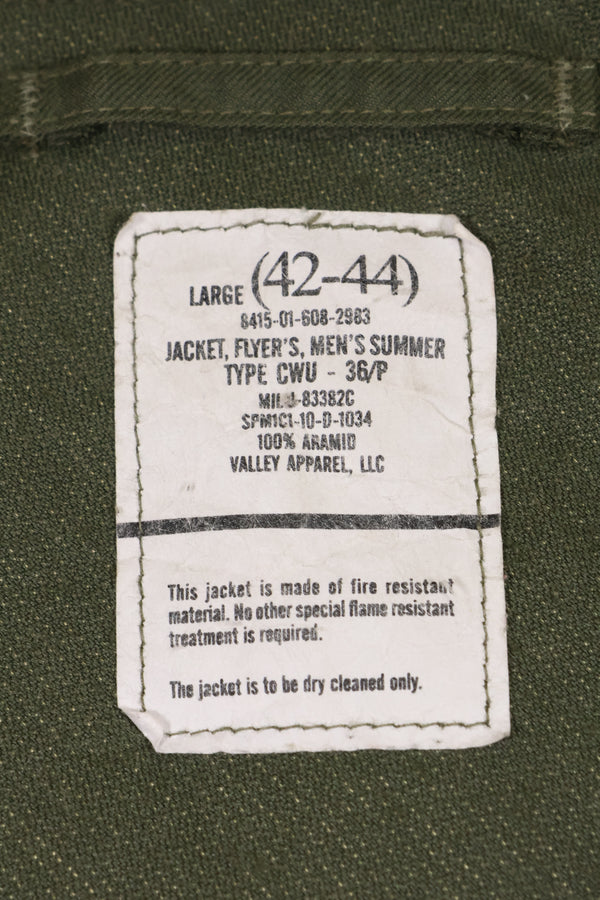 LARGE (42-44)
8415-01-608-2983
JACKET, FLYER'S, MEN'S SUMMER
TYPE CWU - 36/P
MIL-J-83382C
SPM1C1-10-D-1034
100% ARAMID
VALLEY APPAREL, LLC
This jacket is made of fire resistant
material. No other special flame resistant
treatment is required.
The jacket is to be dry cleaned only.